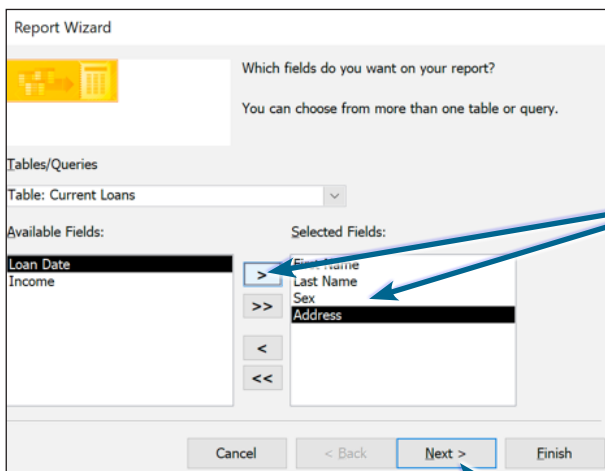 Report Wizard
Which fields do you want on your report?
You can choose from more than one table or query.
Tables/Queries
Table: Current Loans
Available Fields:
Selected Fields:
Loan Date
Income
>
>>
<
<<
First Name
Last Name
Sex
Address
Cancel
< Back
Next >
Finish